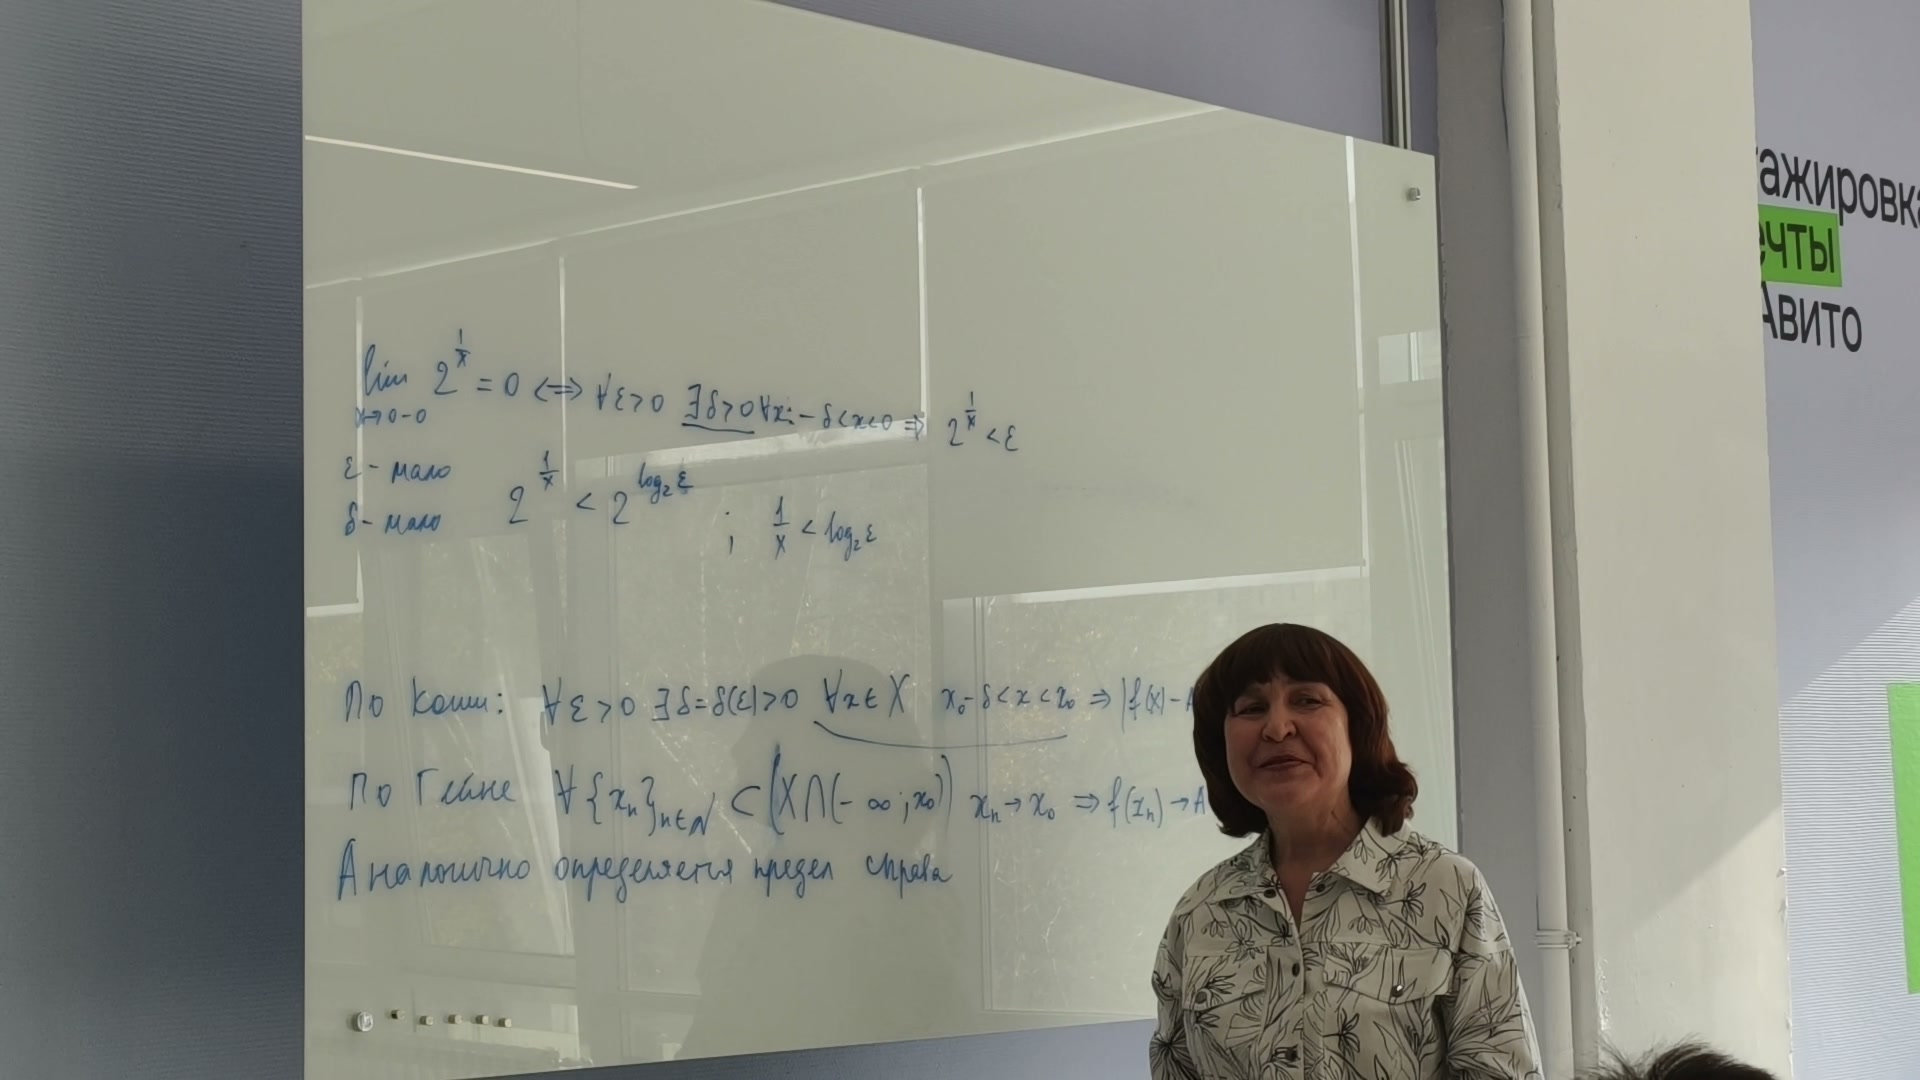 lim 2^(1/x) = 0 <=> ∀ε>0 ∃δ>0 ∀x: -δ<x<0 => 2^(1/x) < ε
x→0-0
ε - мало
δ - мало
2^(1/x) < 2^(log₂ε) ; 1/x < log₂ε
По Коши: ∀ε>0 ∃δ=δ(ε)>0 ∀x∈X x₀-δ<x<x₀ => |f(x)-A
По Гейне ∀{xₙ}ₙ∈N ⊂ (X∩(-∞;x₀)) xₙ→x₀ => f(xₙ)→A
Аналогично определяется предел справа
тажировка
ечты
Авито